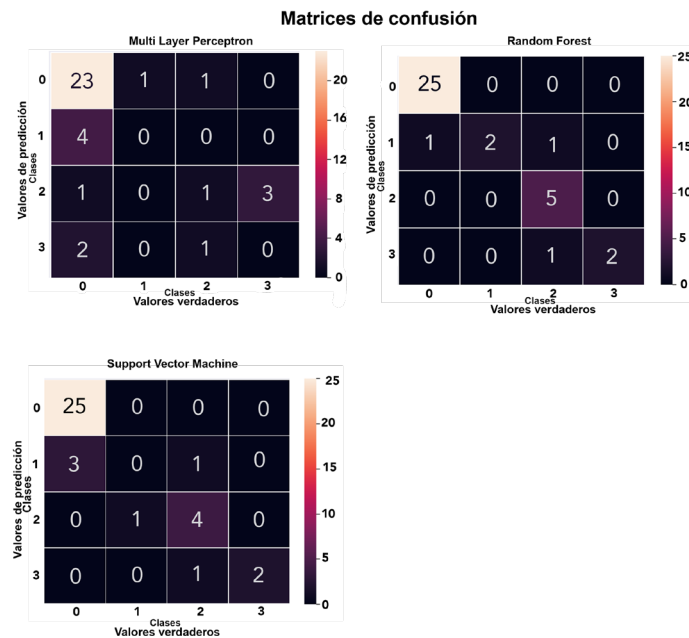 Matrices de confusión
Multi Layer Perceptron
0 23 1 1 0
1 4 0 0 0
2 1 0 1 3
3 2 0 1 0
0 1 2 3
Clases
Valores verdaderos
Valores de predicción
Clases
20
16
12
8
4
0
Random Forest
0 25 0 0 0
1 1 2 1 0
2 0 0 5 0
3 0 0 1 2
0 1 2 3
Clases
Valores verdaderos
Valores de predicción
Clases
25
20
15
10
5
0
Support Vector Machine
0 25 0 0 0
1 3 0 1 0
2 0 1 4 0
3 0 0 1 2
0 1 2 3
Clases
Valores verdaderos
Valores de predicción
Clases
25
20
15
10
5
0